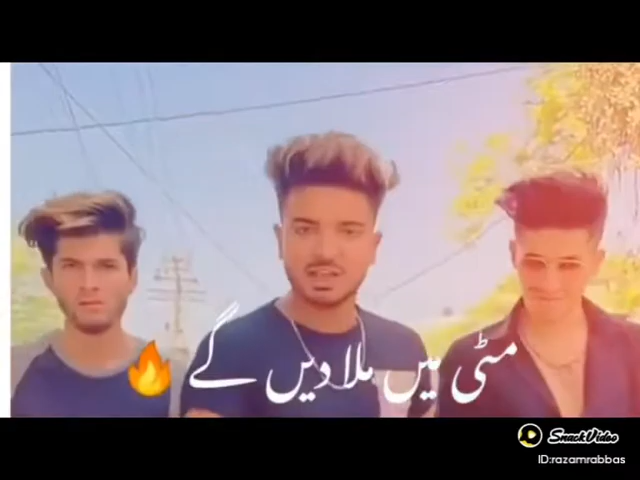 مٹی میں ملا دیں گے 🔥
SnackVideo
ID:razamrabbas